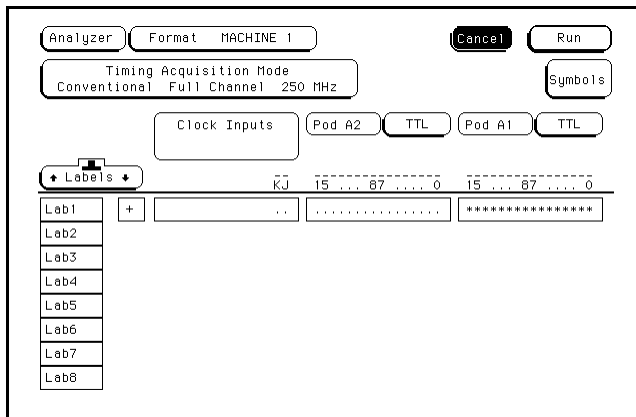 Analyzer Format MACHINE 1 Cancel Run
Timing Acquisition Mode
Conventional Full Channel 250 MHz
Symbols
Clock Inputs Pod A2 TTL Pod A1 TTL
↑ Labels ↓
KJ 15 ... 87 .... 0 15 ... 87 .... 0
Lab1 + .. ................ ****************
Lab2
Lab3
Lab4
Lab5
Lab6
Lab7
Lab8